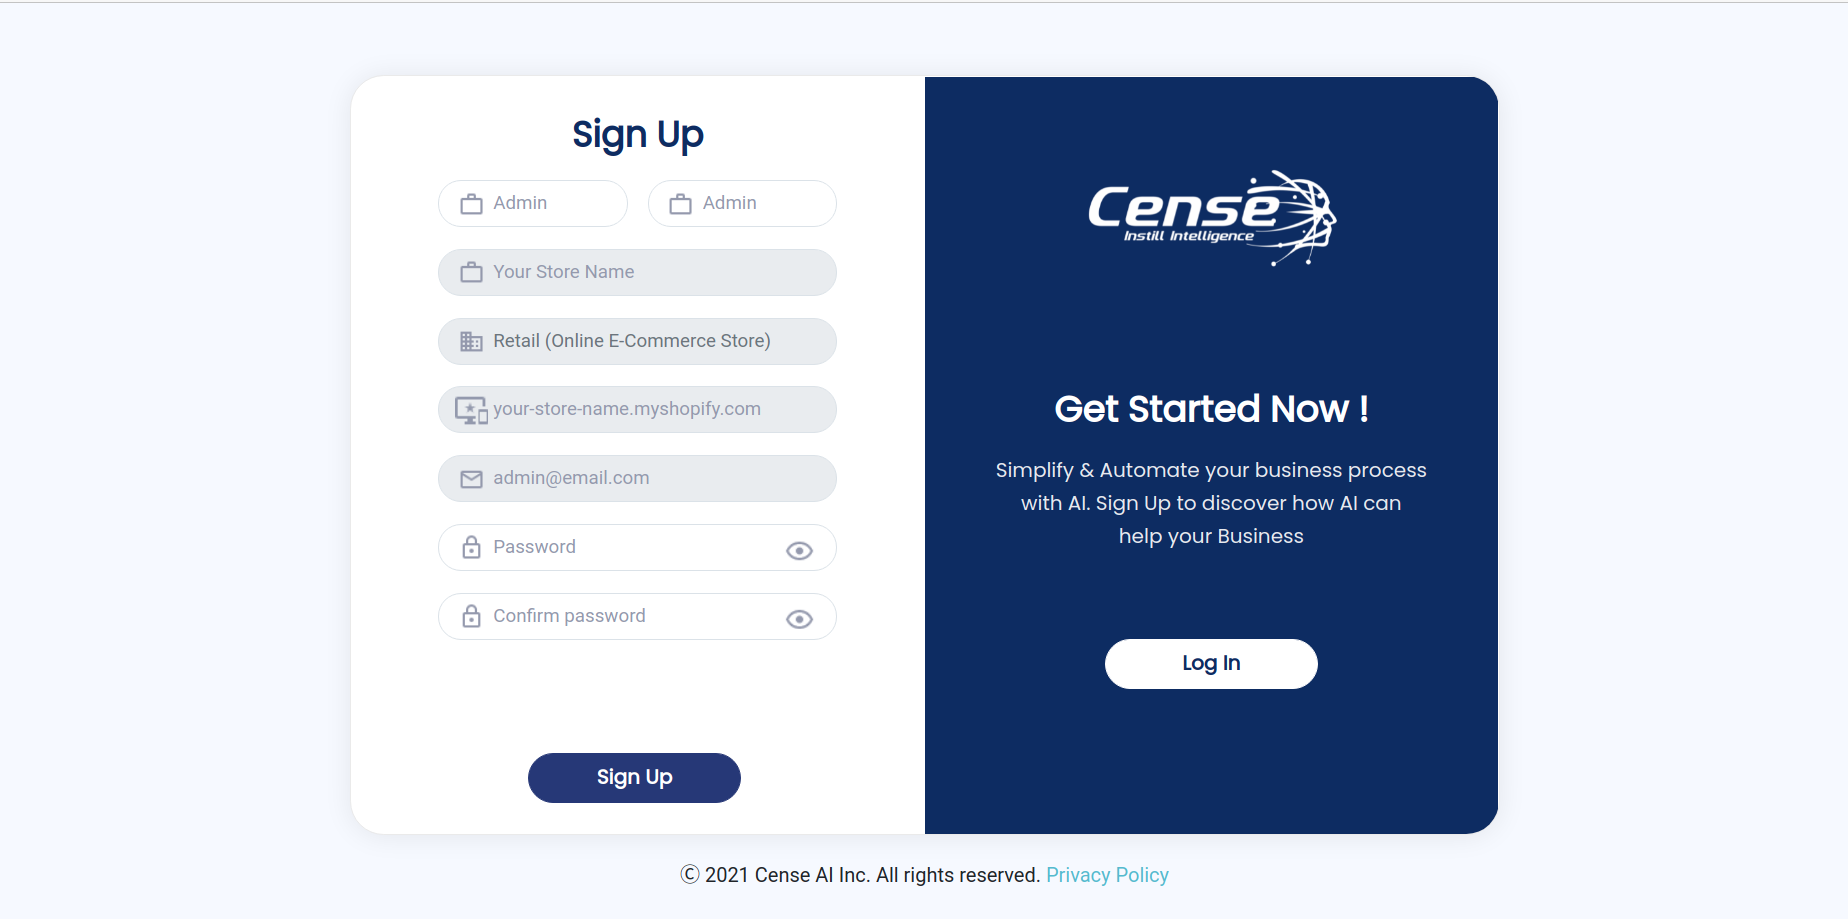 Sign Up
Admin
Admin
Your Store Name
Retail (Online E-Commerce Store)
your-store-name.myshopify.com
admin@email.com
Password
Confirm password
Sign Up
Cense
Instill Intelligence
Get Started Now !
Simplify & Automate your business process
with AI. Sign Up to discover how AI can
help your Business
Log In
Ⓒ 2021 Cense AI Inc. All rights reserved. Privacy Policy